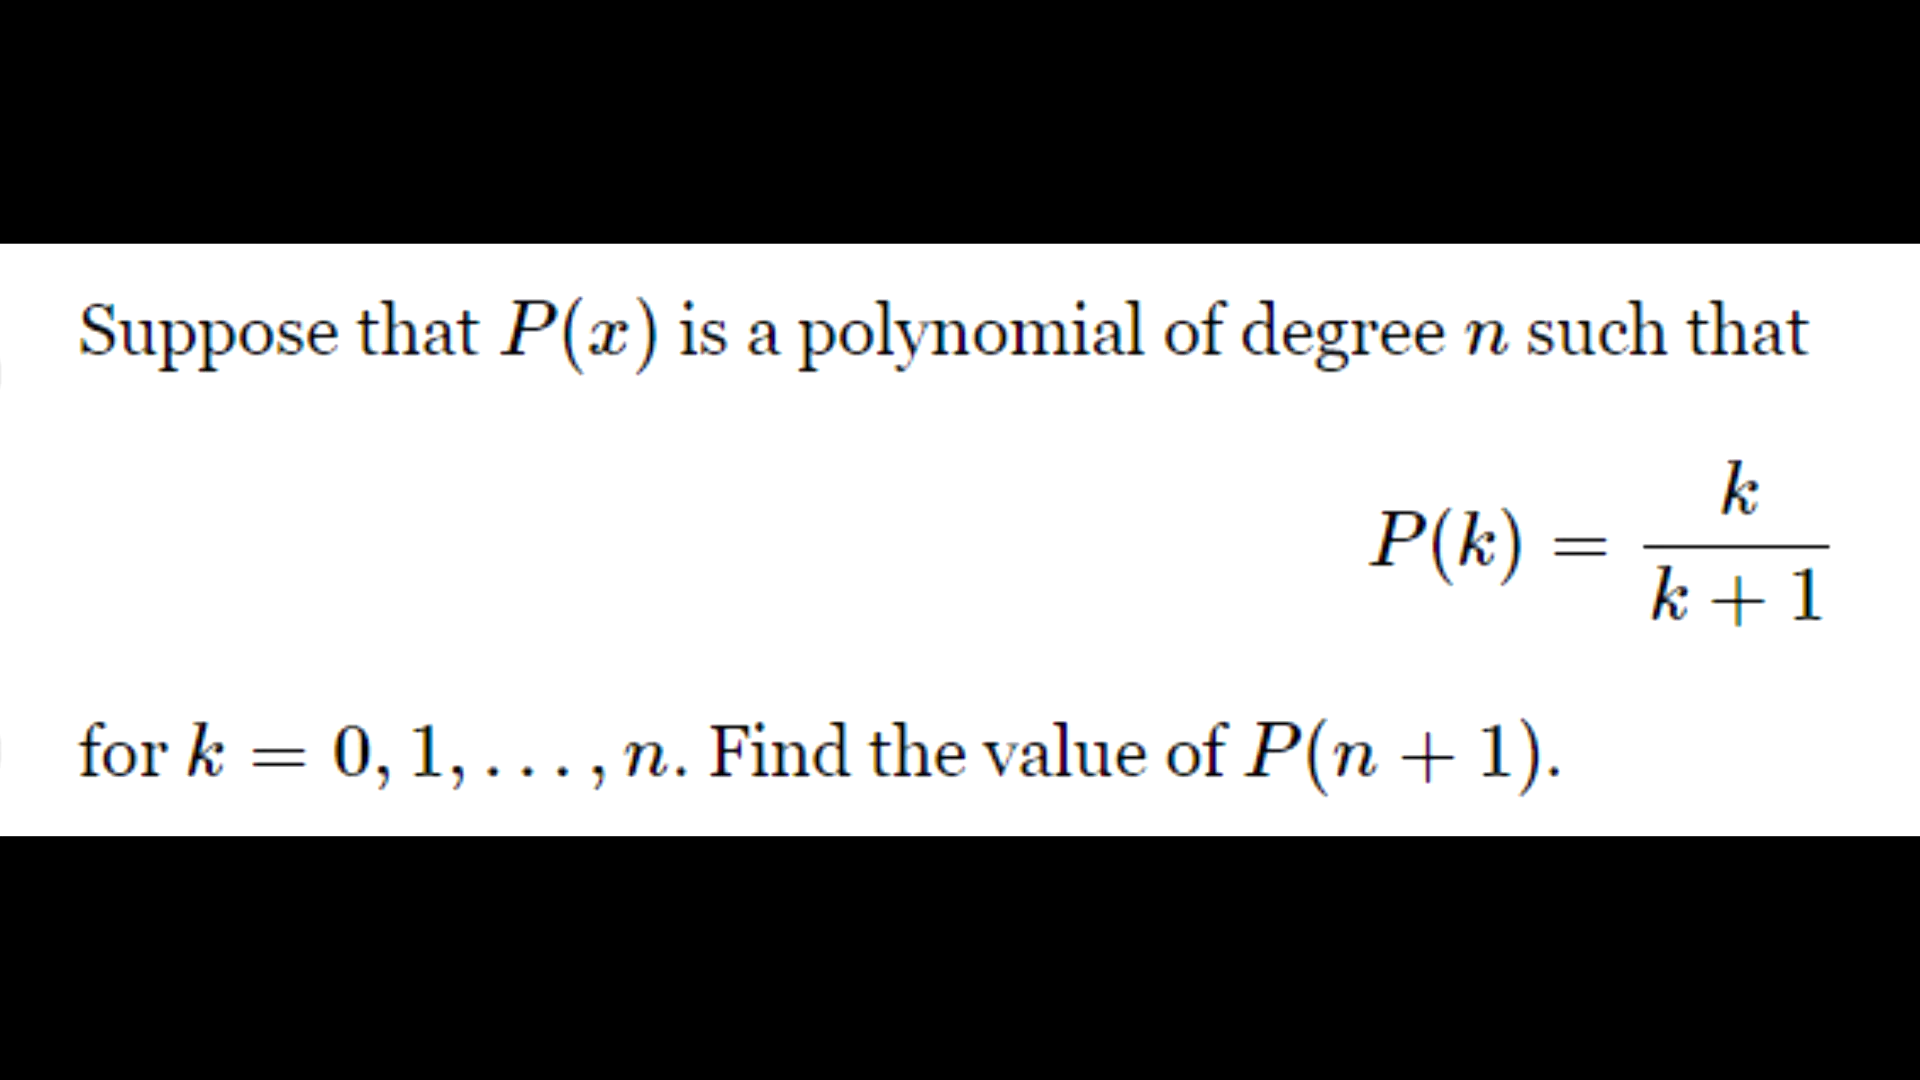 Suppose that P(x) is a polynomial of degree n such that
P(k) = k/(k + 1)
for k = 0, 1, . . . , n. Find the value of P(n + 1).